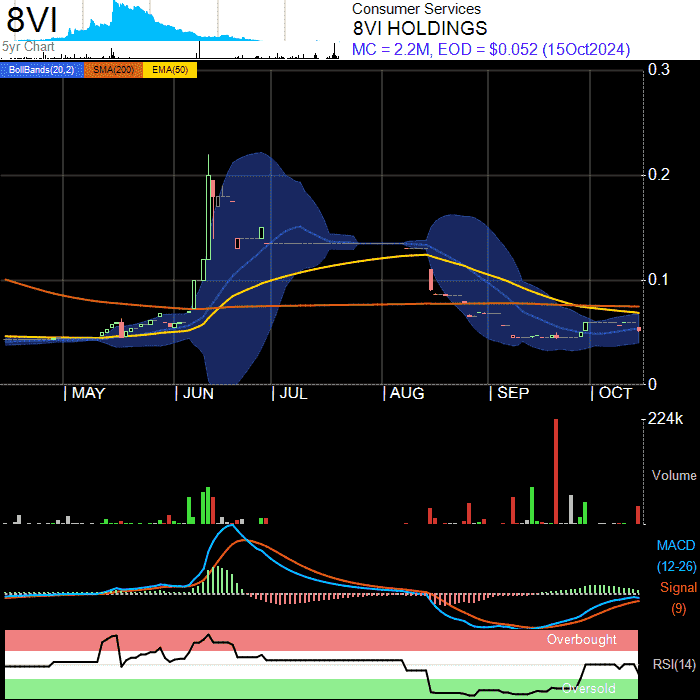 8VI
5yr Chart
Consumer Services
8VI HOLDINGS
MC = 2.2M, EOD = $0.052 (15Oct2024)
BollBands(20,2) SMA(200) EMA(50)
0.3
0.2
0.1
0
| MAY | JUN | JUL | AUG | SEP | OCT
224k
Volume
MACD
(12-26)
Signal
(9)
Overbought
RSI(14)
Oversold